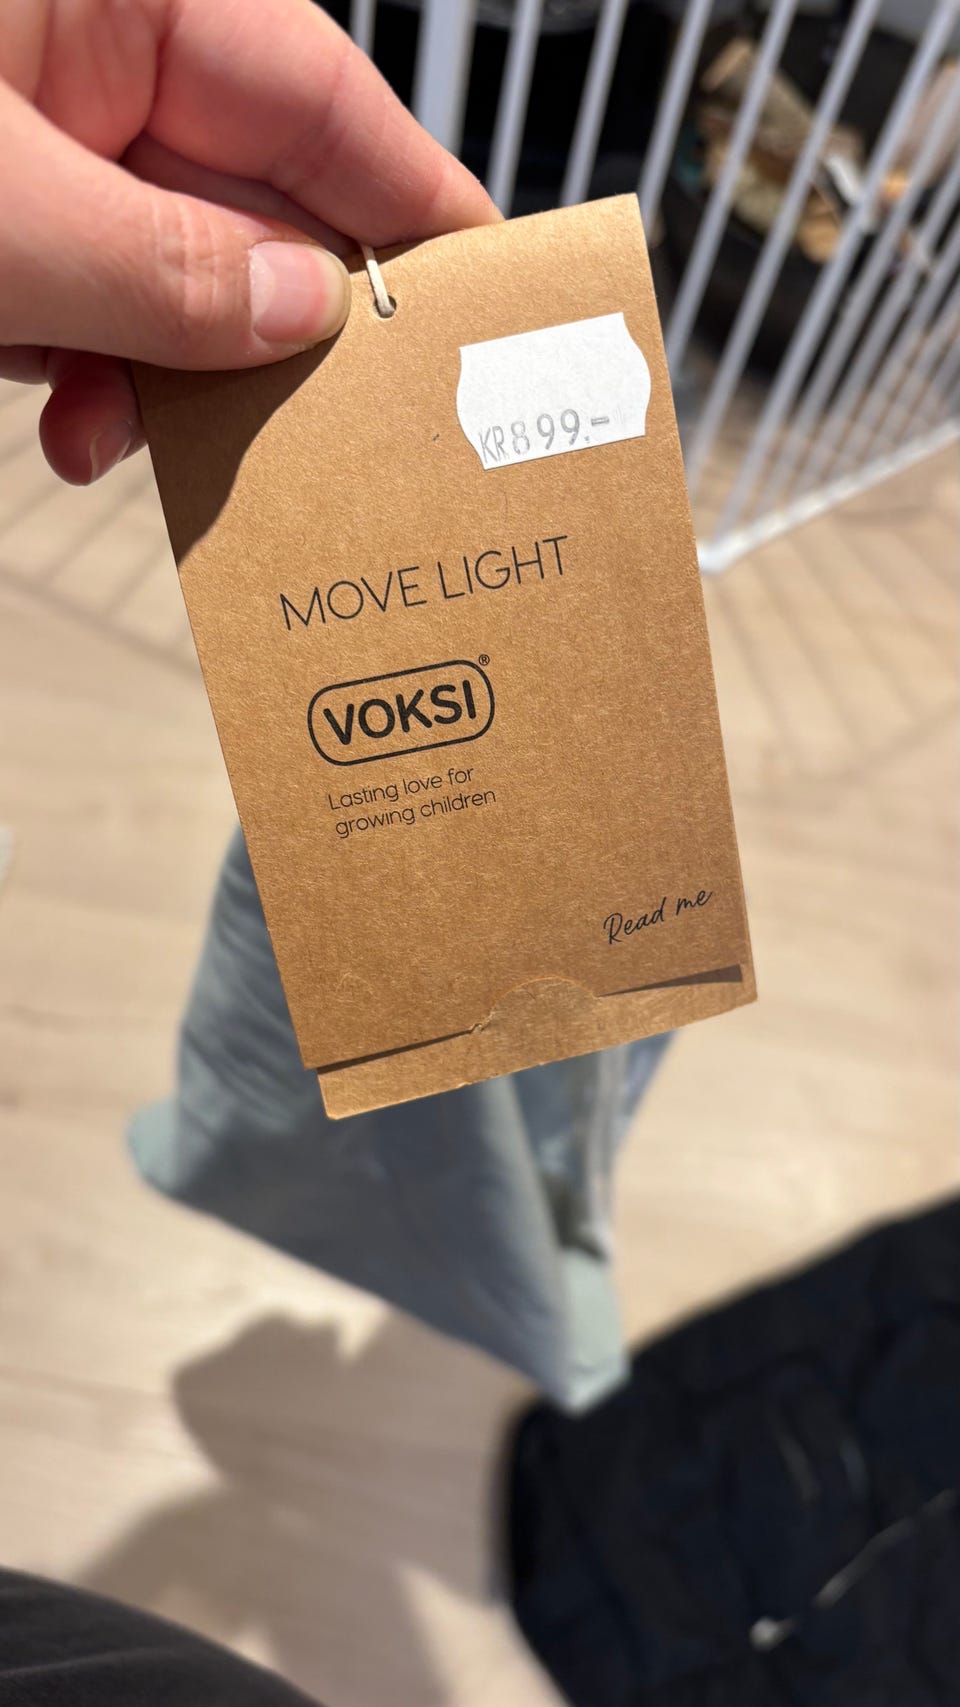 KR899.-
MOVE LIGHT
VOKSI®
Lasting love for
growing children
Read me